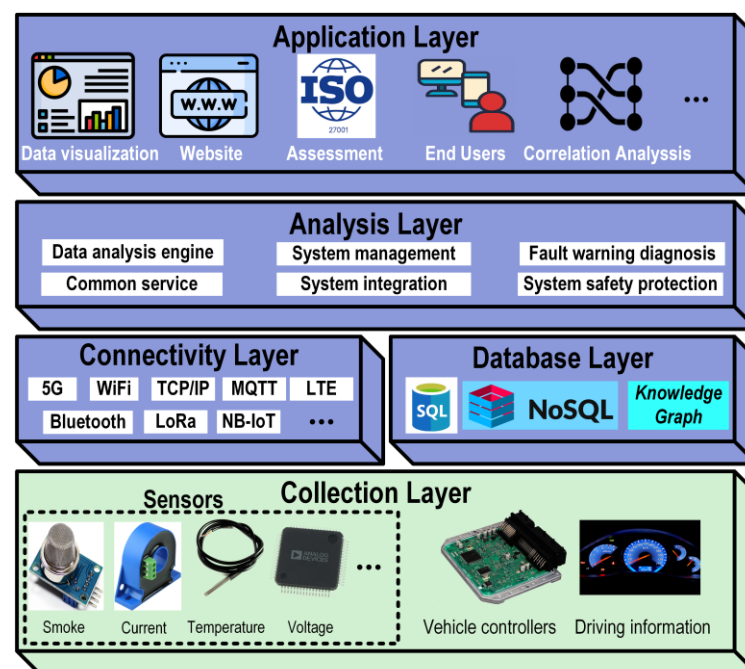 Application Layer
W.W.W
ISO
27001
Data visualization
Website
Assessment
End Users
Correlation Analyssis
...
Analysis Layer
Data analysis engine
System management
Fault warning diagnosis
Common service
System integration
System safety protection
Connectivity Layer
5G
WiFi
TCP/IP
MQTT
LTE
Bluetooth
LoRa
NB-IoT
...
Database Layer
SQL
NoSQL
Knowledge
Graph
Collection Layer
Sensors
ANALOG
DEVICES
...
Smoke
Current
Temperature
Voltage
Vehicle controllers
Driving information